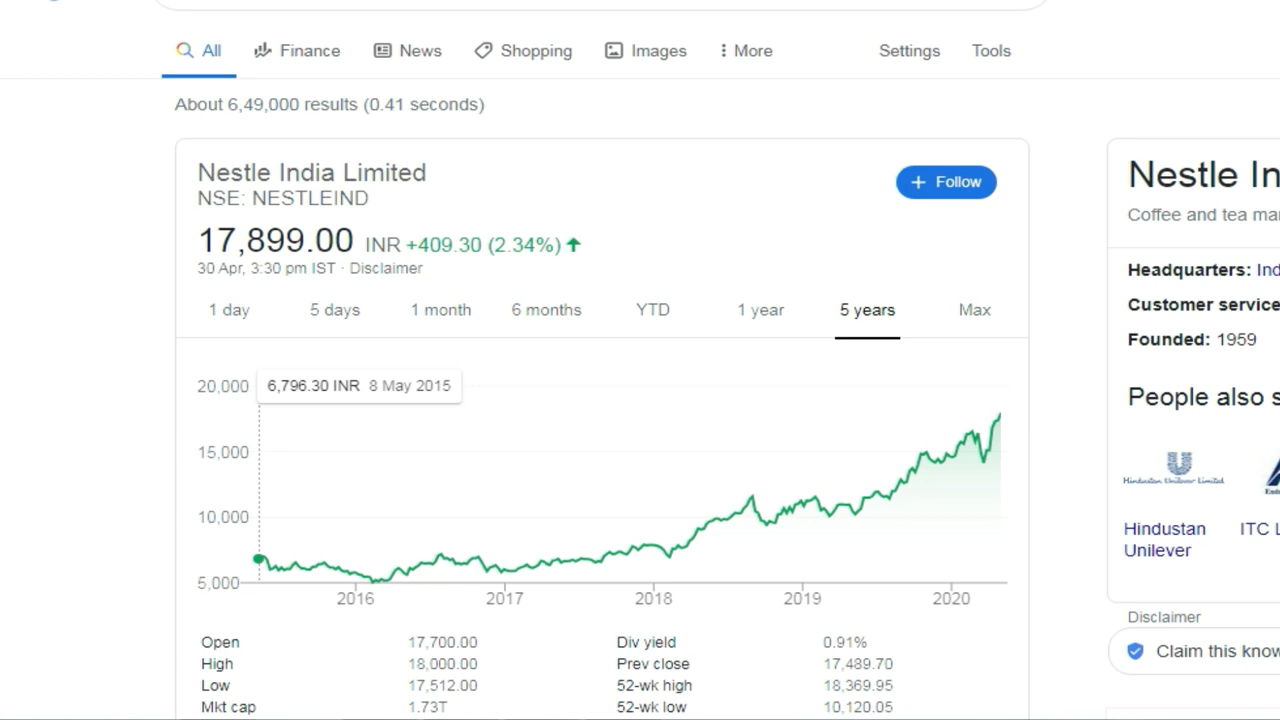 All Finance News Shopping Images More Settings Tools
About 6,49,000 results (0.41 seconds)
Nestle India Limited
NSE: NESTLEIND
Follow
17,899.00 INR +409.30 (2.34%)
30 Apr, 3:30 pm IST · Disclaimer
1 day 5 days 1 month 6 months YTD 1 year 5 years Max
6,796.30 INR 8 May 2015
20,000
15,000
10,000
5,000
2016 2017 2018 2019 2020
Open 17,700.00 Div yield 0.91%
High 18,000.00 Prev close 17,489.70
Low 17,512.00 52-wk high 18,369.95
Mkt cap 1.73T 52-wk low 10,120.05
Nestle In
Coffee and tea ma
Headquarters: Ind
Customer service
Founded: 1959
People also s
Hindustan Unilever Limited
Hindustan
Unilever
ITC L
Disclaimer
Claim this know